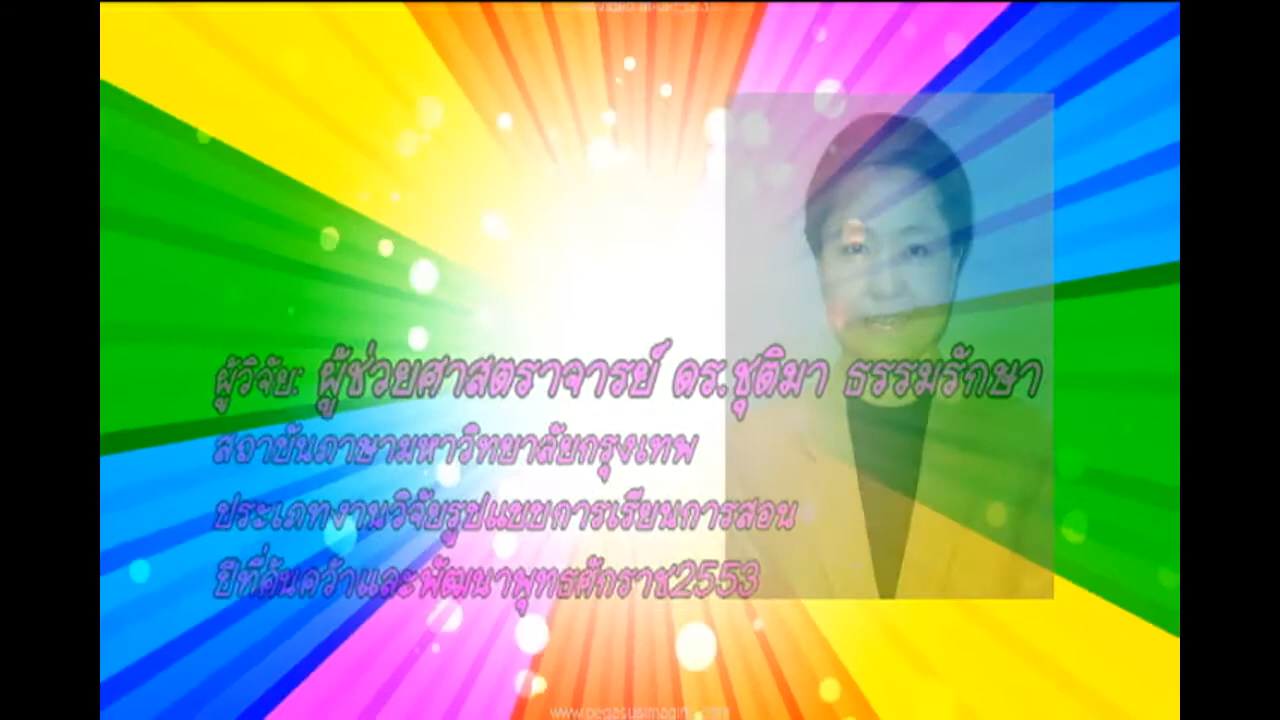 ผู้วิจัย: ผู้ช่วยศาสตราจารย์ ดร.ชุติมา ธรรมรักษา
สถาบันภาษามหาวิทยาลัยกรุงเทพ
ประเภทงานวิจัยรูปแบบการเรียนการสอน
ปีที่ค้นคว้าและพัฒนาพุทธศักราช2553